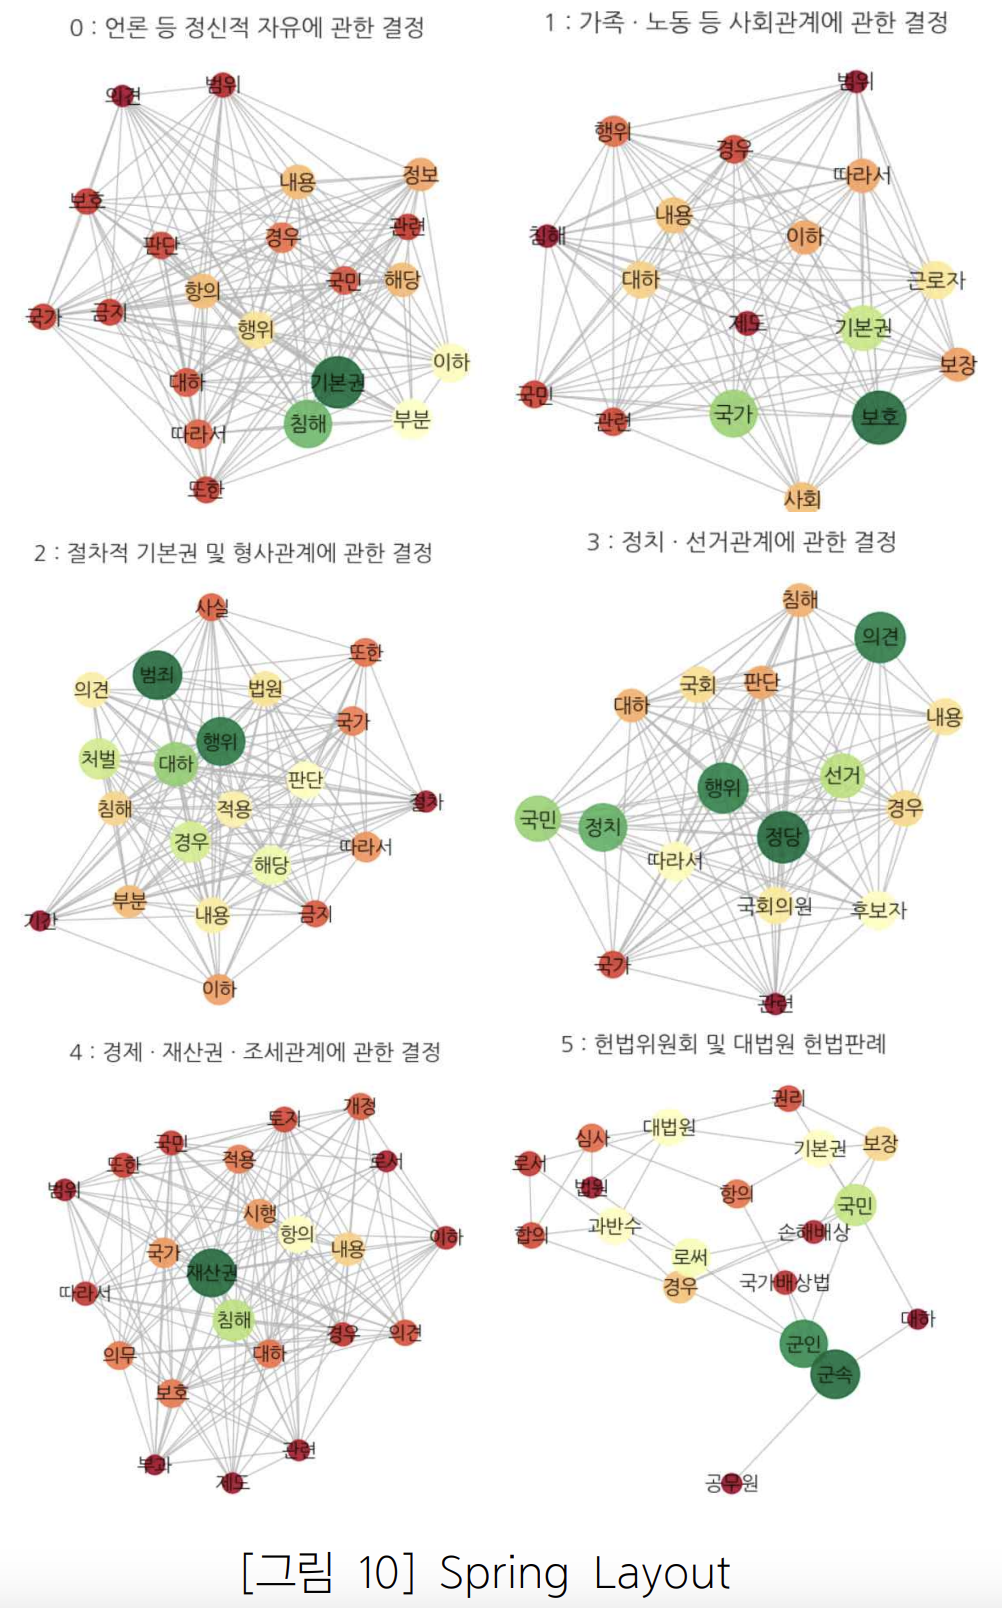 0 : 언론 등 정신적 자유에 관한 결정
의견
범위
내용
정보
보호
관련
판단
경우
국민
해당
항의
국가
금지
행위
이하
대하
기본권
침해
부분
따라서
또한
1 : 가족 · 노동 등 사회관계에 관한 결정
범위
행위
경우
따라서
내용
침해
이하
대하
근로자
제도
기본권
보장
국민
국가
관련
보호
사회
2 : 절차적 기본권 및 형사관계에 관한 결정
사실
또한
범죄
의견
법원
국가
행위
처벌
대하
판단
침해
적용
절차
경우
따라서
해당
부분
내용
금지
기간
이하
3 : 정치 · 선거관계에 관한 결정
침해
의견
국회
판단
대하
내용
선거
행위
경우
국민
정치
정당
따라서
국회의원
후보자
국가
관련
4 : 경제 · 재산권 · 조세관계에 관한 결정
개정
토지
국민
또한
적용
로서
범위
시행
항의
이하
국가
내용
재산권
따라서
침해
경우
의견
의무
대하
보호
관련
부과
제도
5 : 헌법위원회 및 대법원 헌법판례
권리
대법원
심사
기본권
보장
로서
법원
항의
국민
과반수
합의
손해배상
로써
경우
국가배상법
대하
군인
군속
공무원
[그림 10] Spring Layout